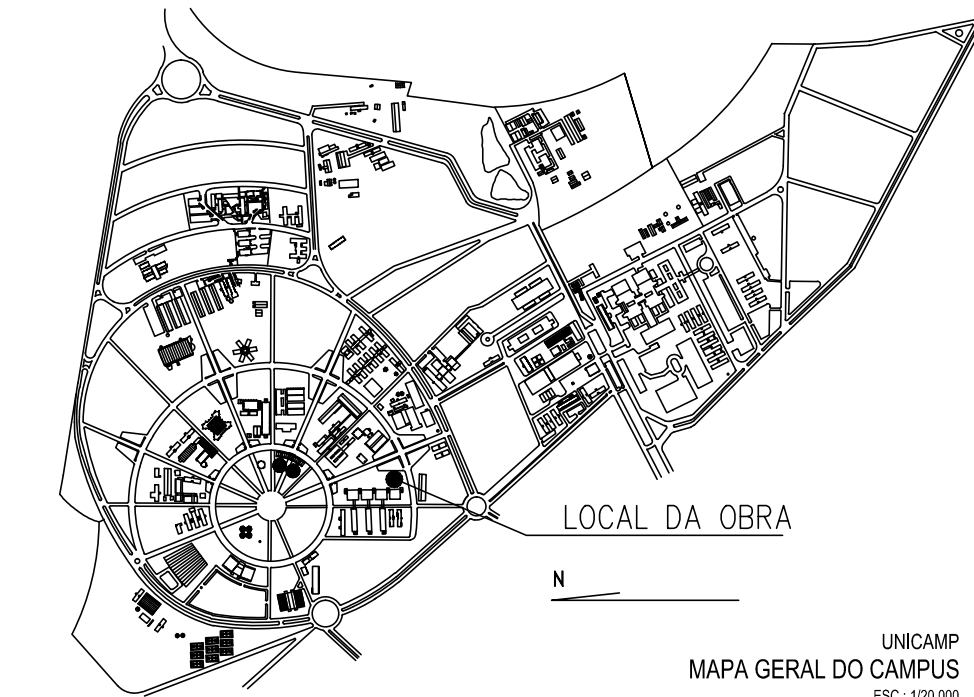 LOCAL DA OBRA
N
UNICAMP
MAPA GERAL DO CAMPUS
ESC.: 1/20.000